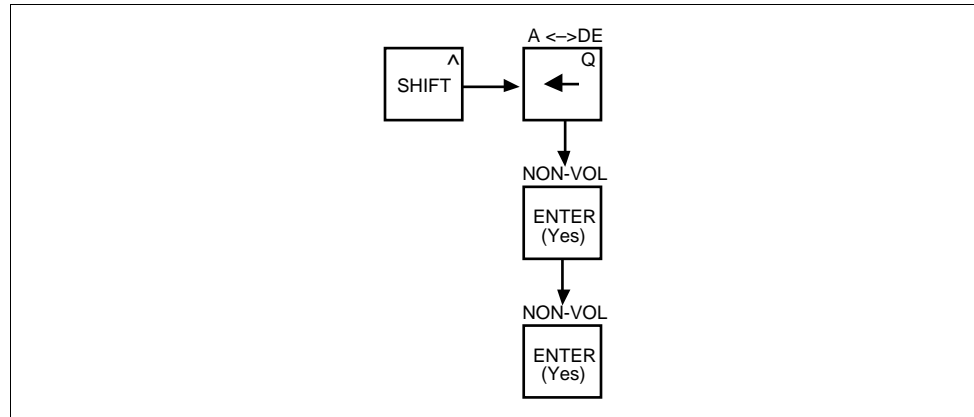 A <–>DE
^
SHIFT
Q
NON-VOL
ENTER
(Yes)
NON-VOL
ENTER
(Yes)